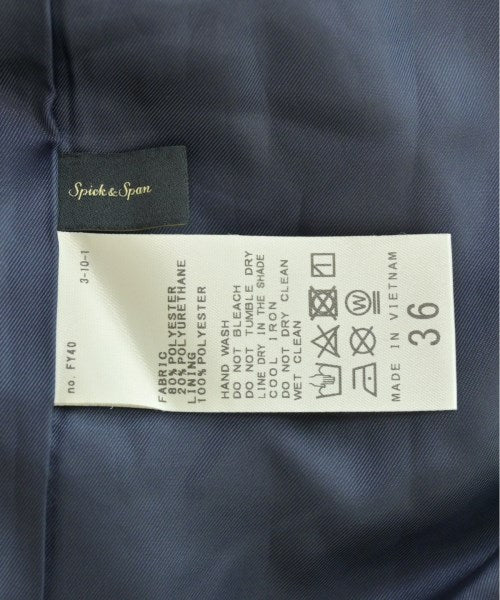 Spick & Span
no. FY40
3-10-1
FABRIC
80% POLYESTER
20% POLYURETHANE
LINING
100% POLYESTER
HAND WASH
DO NOT BLEACH
DO NOT TUMBLE DRY
LINE DRY IN THE SHADE
COOL IRON
DO NOT DRY CLEAN
WET CLEAN
W
MADE IN VIETNAM
36